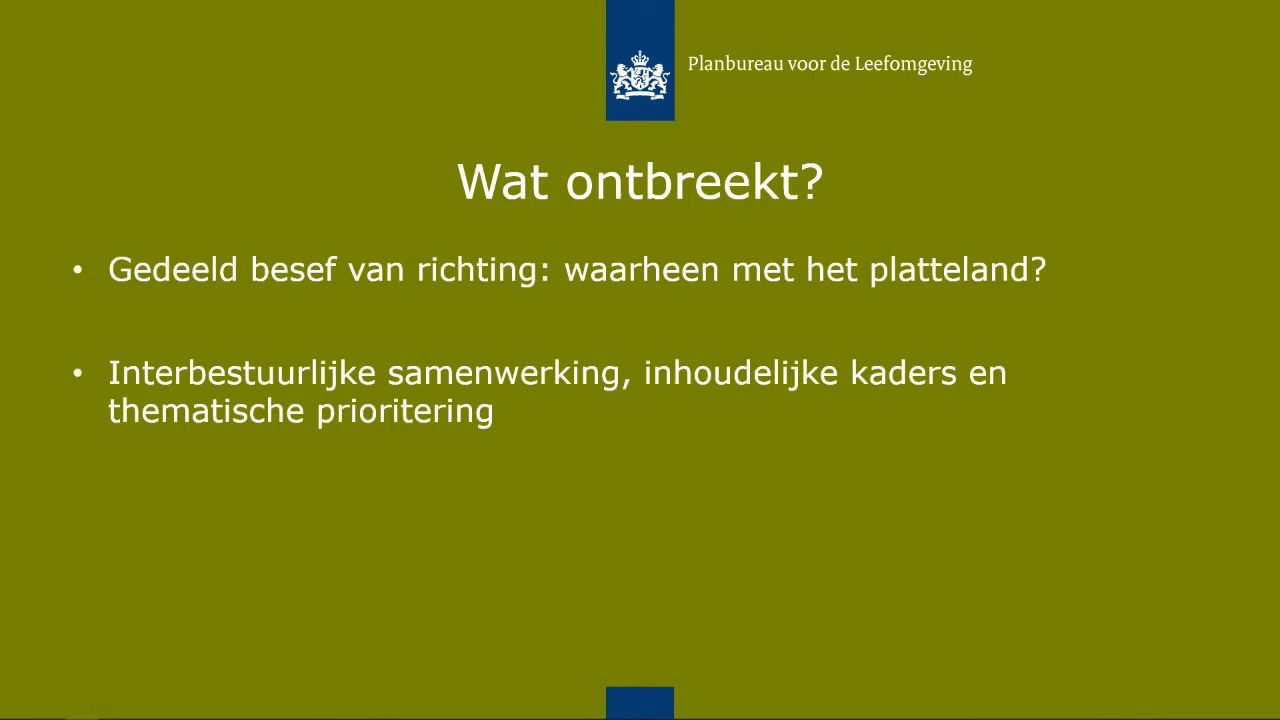 Planbureau voor de Leefomgeving
Wat ontbreekt?
• Gedeeld besef van richting: waarheen met het platteland?
• Interbestuurlijke samenwerking, inhoudelijke kaders en
thematische prioritering